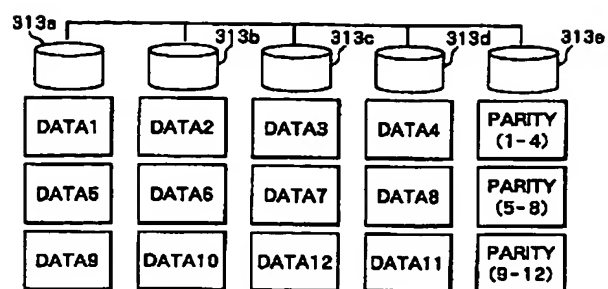 313a 313b 313c 313d 313e
DATA1 DATA2 DATA3 DATA4 PARITY
(1-4)
DATA5 DATA6 DATA7 DATA8 PARITY
(5-8)
DATA9 DATA10 DATA12 DATA11 PARITY
(9-12)